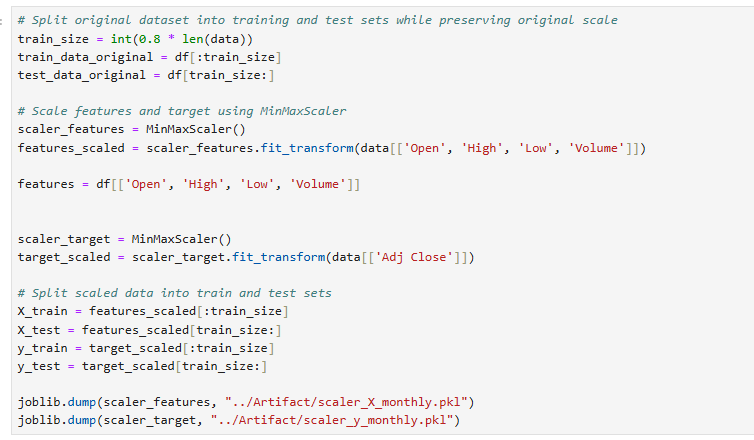 # Split original dataset into training and test sets while preserving original scale
train_size = int(0.8 * len(data))
train_data_original = df[:train_size]
test_data_original = df[train_size:]
# Scale features and target using MinMaxScaler
scaler_features = MinMaxScaler()
features_scaled = scaler_features.fit_transform(data[['Open', 'High', 'Low', 'Volume']])
features = df[['Open', 'High', 'Low', 'Volume']]
scaler_target = MinMaxScaler()
target_scaled = scaler_target.fit_transform(data[['Adj Close']])
# Split scaled data into train and test sets
X_train = features_scaled[:train_size]
X_test = features_scaled[train_size:]
y_train = target_scaled[:train_size]
y_test = target_scaled[train_size:]
joblib.dump(scaler_features, "../Artifact/scaler_X_monthly.pkl")
joblib.dump(scaler_target, "../Artifact/scaler_y_monthly.pkl")